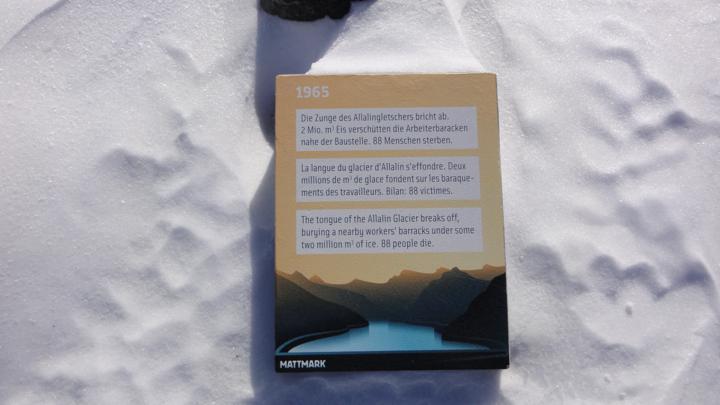 1965
Die Zunge des Allalingletschers bricht ab.
2 Mio. m³ Eis verschütten die Arbeiterbaracken
nahe der Baustelle. 88 Menschen sterben.
La langue du glacier d'Allalin s'effondre. Deux
millions de m³ de glace fondent sur les baraque-
ments des travailleurs. Bilan: 88 victimes.
The tongue of the Allalin Glacier breaks off,
burying a nearby workers' barracks under some
two million m³ of ice. 88 people die.
MATTMARK